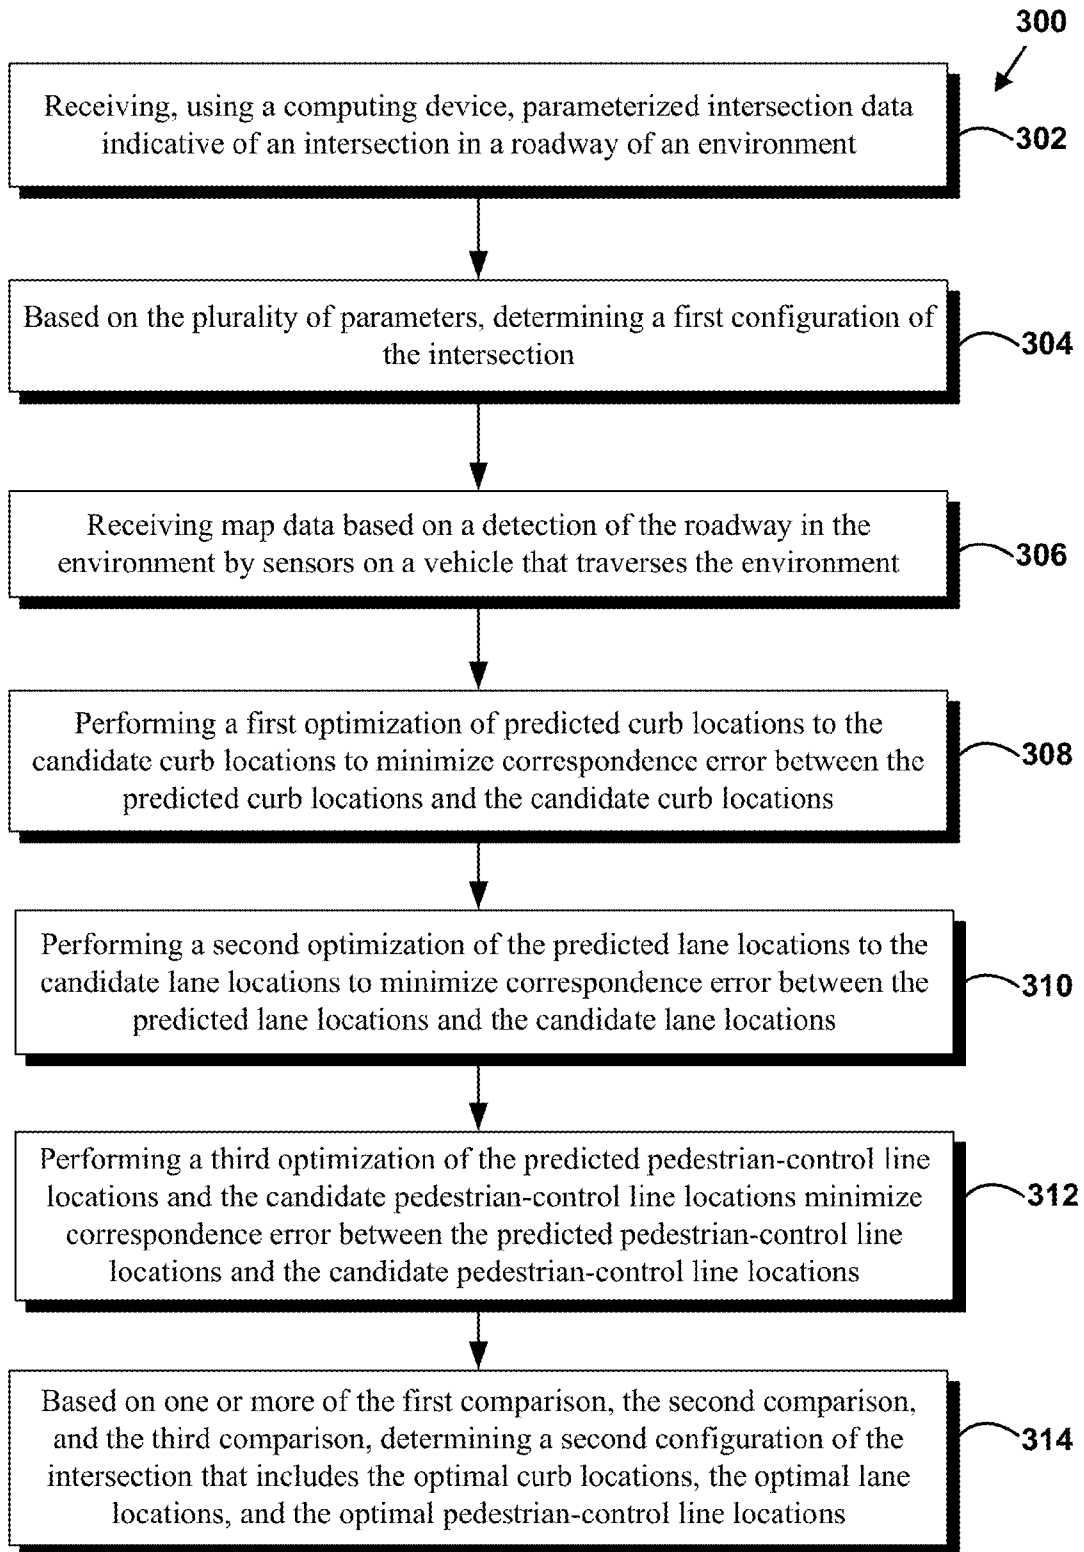 300
Receiving, using a computing device, parameterized intersection data
indicative of an intersection in a roadway of an environment
302
Based on the plurality of parameters, determining a first configuration of
the intersection
304
Receiving map data based on a detection of the roadway in the
environment by sensors on a vehicle that traverses the environment
306
Performing a first optimization of predicted curb locations to the
candidate curb locations to minimize correspondence error between the
predicted curb locations and the candidate curb locations
308
Performing a second optimization of the predicted lane locations to the
candidate lane locations to minimize correspondence error between the
predicted lane locations and the candidate lane locations
310
Performing a third optimization of the predicted pedestrian-control line
locations and the candidate pedestrian-control line locations minimize
correspondence error between the predicted pedestrian-control line
locations and the candidate pedestrian-control line locations
312
Based on one or more of the first comparison, the second comparison,
and the third comparison, determining a second configuration of the
intersection that includes the optimal curb locations, the optimal lane
locations, and the optimal pedestrian-control line locations
314